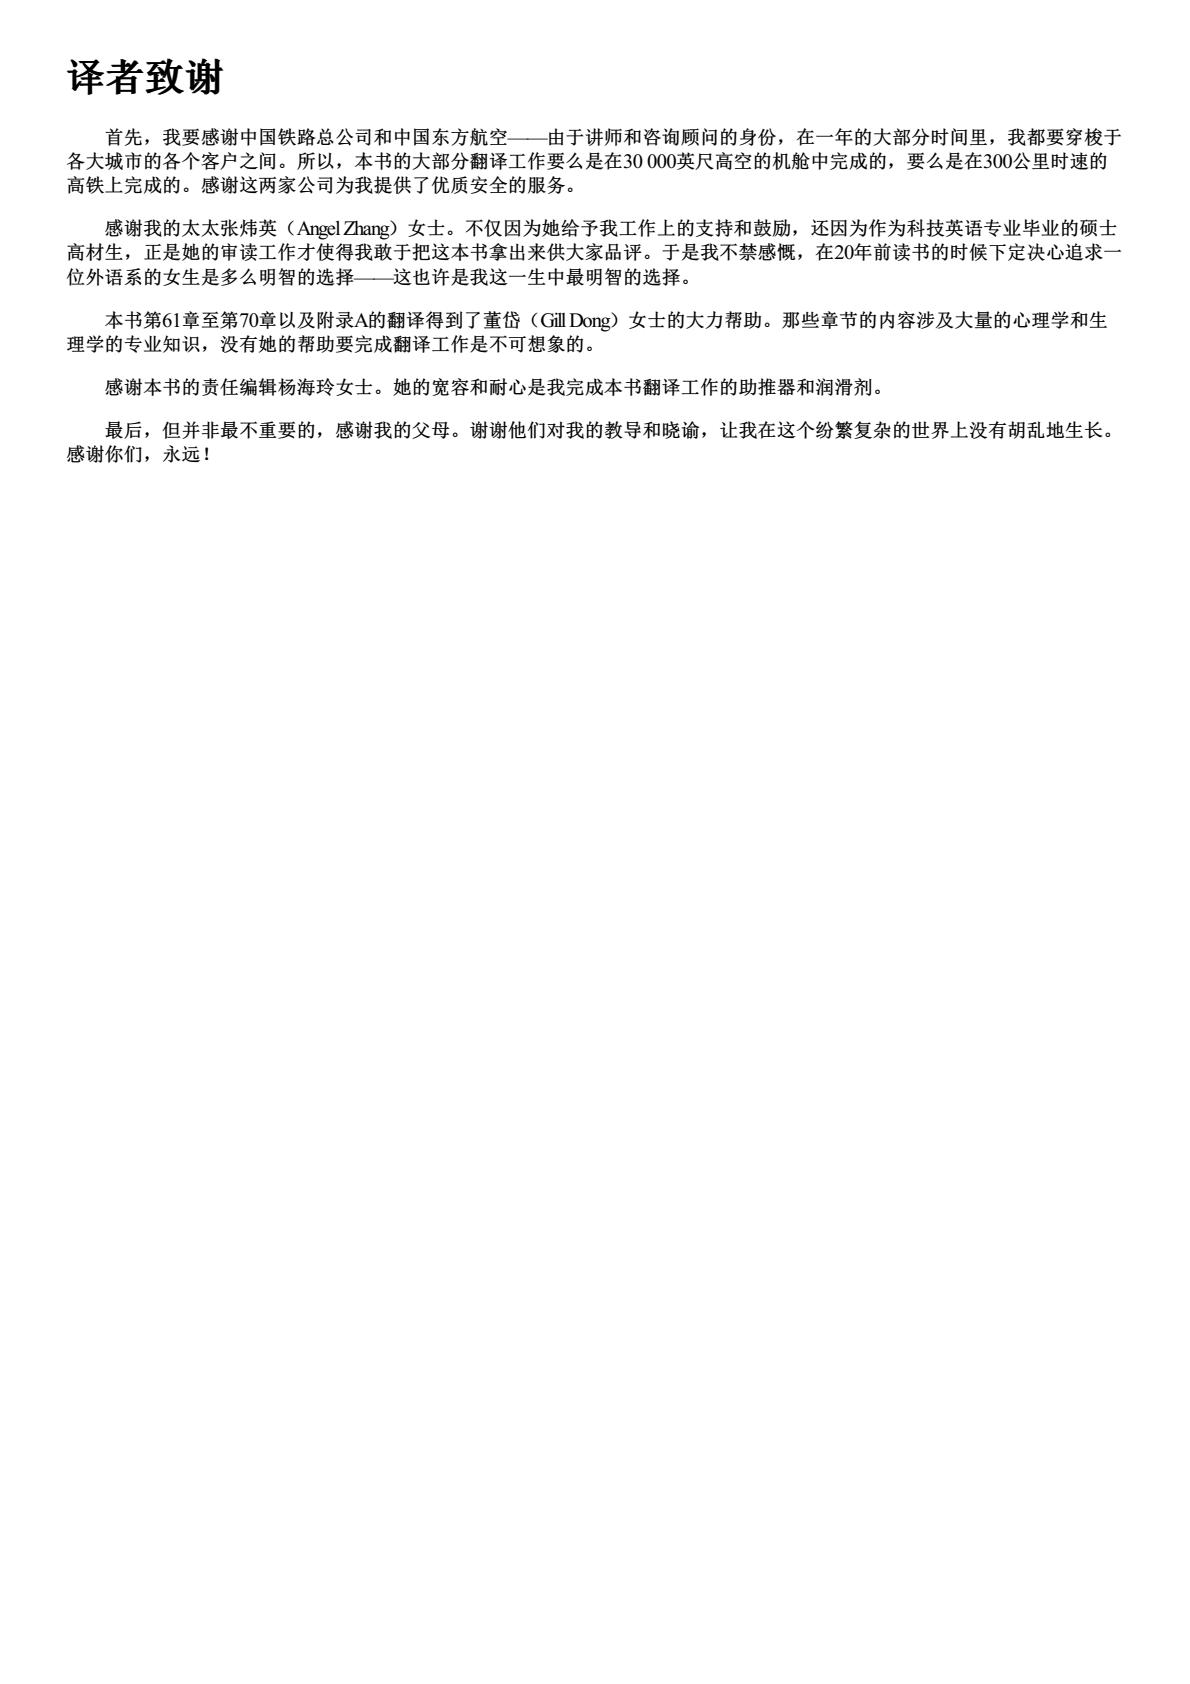 译者致谢
首先，我要感谢中国铁路总公司和中国东方航空——由于讲师和咨询顾问的身份，在一年的大部分时间里，我都要穿梭于
各大城市的各个客户之间。所以，本书的大部分翻译工作要么是在30 000英尺高空的机舱中完成的，要么是在300公里时速的
高铁上完成的。感谢这两家公司为我提供了优质安全的服务。
感谢我的太太张炜英（Angel Zhang）女士。不仅因为她给予我工作上的支持和鼓励，还因为作为科技英语专业毕业的硕士
高材生，正是她的审读工作才使得我敢于把这本书拿出来供大家品评。于是我不禁感慨，在20年前读书的时候下定决心追求一
位外语系的女生是多么明智的选择——这也许是我这一生中最明智的选择。
本书第61章至第70章以及附录A的翻译得到了董岱（Gill Dong）女士的大力帮助。那些章节的内容涉及大量的心理学和生
理学的专业知识，没有她的帮助要完成翻译工作是不可想象的。
感谢本书的责任编辑杨海玲女士。她的宽容和耐心是我完成本书翻译工作的助推器和润滑剂。
最后，但并非最不重要的，感谢我的父母。谢谢他们对我的教导和晓谕，让我在这个纷繁复杂的世界上没有胡乱地生长。
感谢你们，永远！